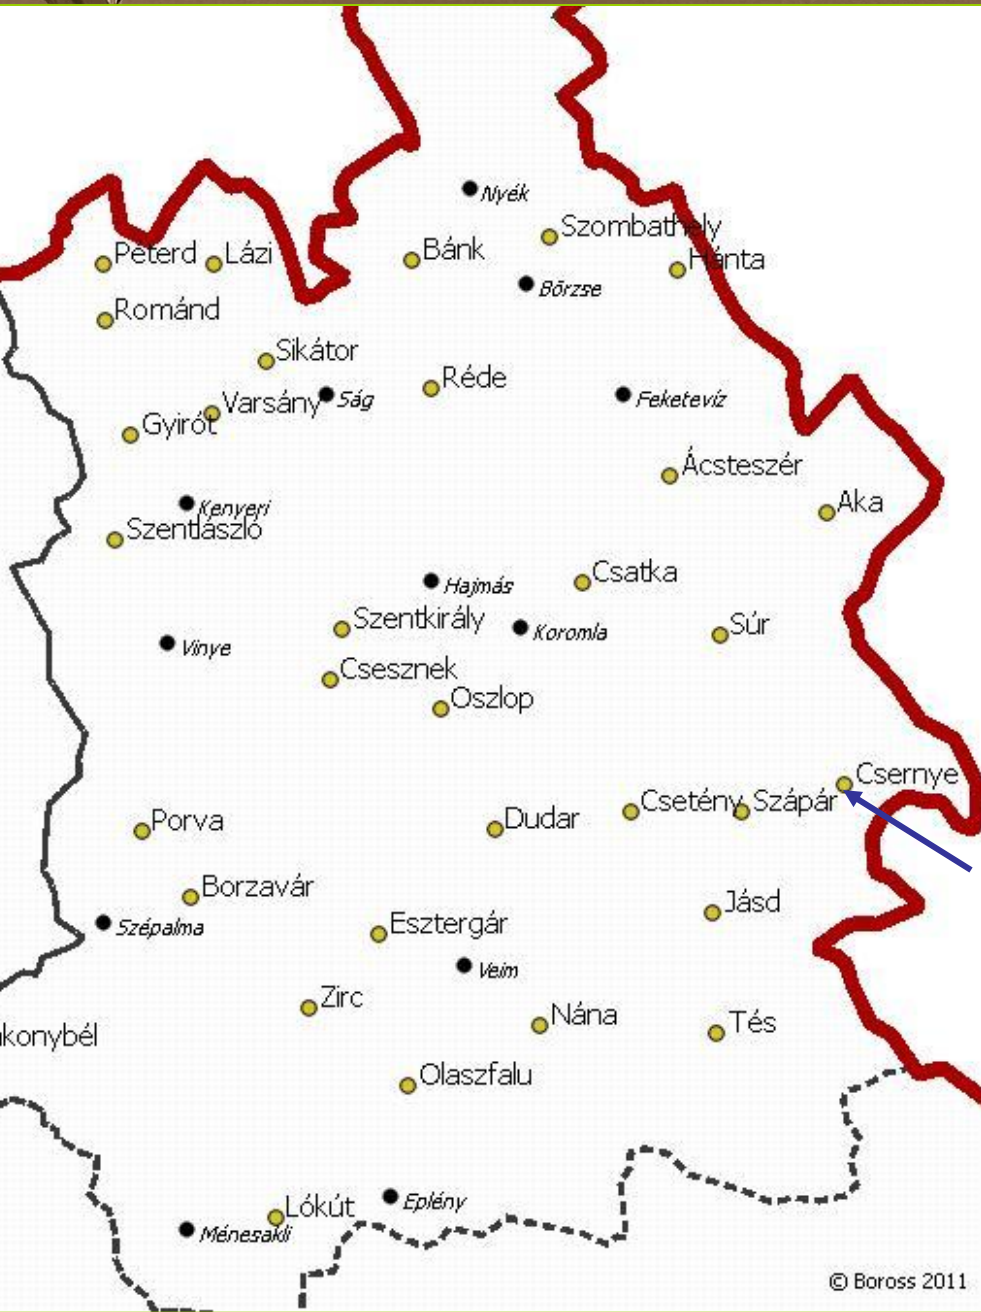 Nyék
Szombathely
Bánk
Hánta
Péterd
Lázi
Bőrzse
Románd
Sikátor
Réde
Varsány
Ság
Feketevíz
Gyirót
Ácsteszér
Kenyeri
Aka
Szentlászló
Csatka
Hajmás
Szentkirály
Koromla
Súr
Vinye
Csesznek
Oszlop
Csernye
Csetény
Szápár
Porva
Dudar
Borzavár
Jásd
Szépalma
Esztergár
Veim
Zirc
Nána
Tés
konybél
Olaszfalu
Lókút
Eplény
Ménesakli
© Boross 2011